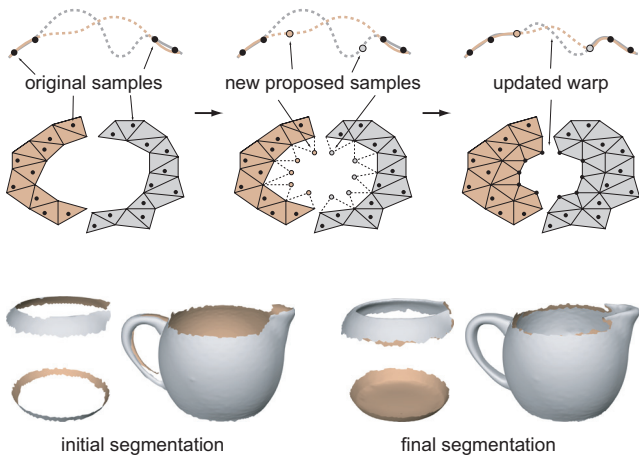 original samples
new proposed samples
updated warp
initial segmentation
final segmentation